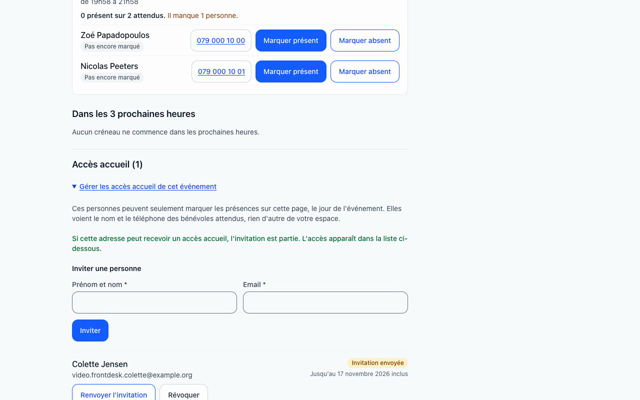 de 19h58 à 21h58
0 présent sur 2 attendus. Il manque 1 personne.
Zoé Papadopoulos
Pas encore marqué
079 000 10 00
Marquer présent
Marquer absent
Nicolas Peeters
Pas encore marqué
079 000 10 01
Marquer présent
Marquer absent
Dans les 3 prochaines heures
Aucun créneau ne commence dans les prochaines heures.
Accès accueil (1)
▼ Gérer les accès accueil de cet événement
Ces personnes peuvent seulement marquer les présences sur cette page, le jour de l'événement. Elles
voient le nom et le téléphone des bénévoles attendus, rien d'autre de votre espace.
Si cette adresse peut recevoir un accès accueil, l'invitation est partie. L'accès apparaît dans la liste ci-
dessous.
Inviter une personne
Prénom et nom *
Email *
Inviter
Colette Jensen
Invitation envoyée
video.frontdesk.colette@example.org
Jusqu'au 17 novembre 2026 inclus
Renvoyer l'invitation
Révoquer